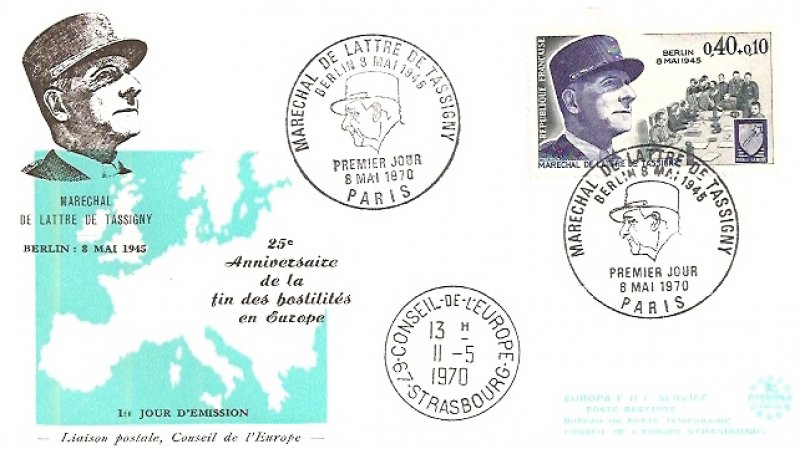 MARECHAL
DE LATTRE DE TASSIGNY
BERLIN : 8 MAI 1945
25e
Anniversaire
de la
fin des hostilités
en Europe
1er JOUR D'EMISSION
— Liaison postale, Conseil de l'Europe —
MARECHAL DE LATTRE DE TASSIGNY
BERLIN 8 MAI 1945
PREMIER JOUR
8 MAI 1970
PARIS
REPUBLIQUE FRANÇAISE
BERLIN
8 MAI 1945
0,40+0,10
MARECHAL DE LATTRE DE TASSIGNY
MARECHAL DE LATTRE DE TASSIGNY
BERLIN 8 MAI 1945
PREMIER JOUR
8 MAI 1970
PARIS
CONSEIL-DE-L'EUROPE
13 H
11-5
1970
67-STRASBOURG
EUROPA F D C SERVICE
POSTE RESTANTE
BUREAU DE POSTE TEMPORAIRE
CONSEIL DE L'EUROPE STRASBOURG